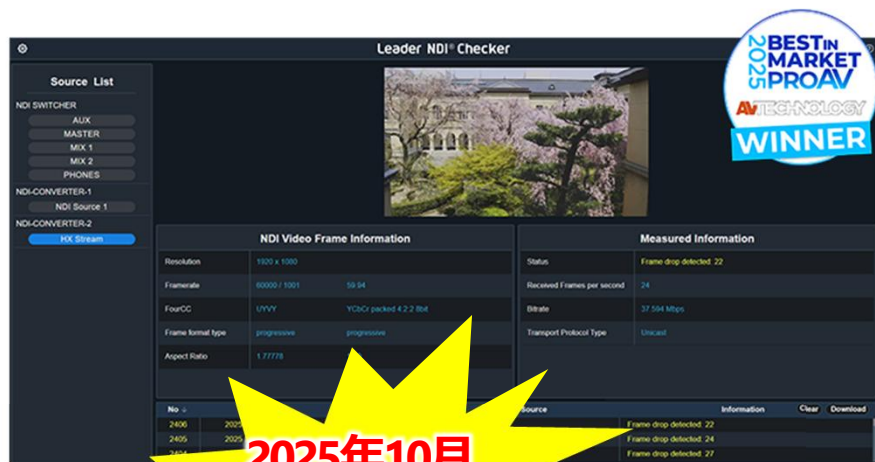 Leader NDI® Checker
2025 BEST IN MARKET PROAV
AV TECHNOLOGY
WINNER
Source List
NDI SWITCHER
AUX
MASTER
MIX 1
MIX 2
PHONES
NDI-CONVERTER-1
NDI Source 1
NDI-CONVERTER-2
HX Stream
NDI Video Frame Information
Resolution 1920 x 1080
Framerate 60000 / 1001 59.94
FourCC UYVY YCbCr packed 4:2:2 8bit
Frame format type progressive progressive
Aspect Ratio 1.77778
Measured Information
Status Frame drop detected: 22
Received Frames per second 24
Bitrate 37.594 Mbps
Transport Protocol Type Unicast
No Source Information Clear Download
2406 2025 Frame drop detected: 22
2405 2025 Frame drop detected: 24
2404 Frame drop detected: 27
2025年10月